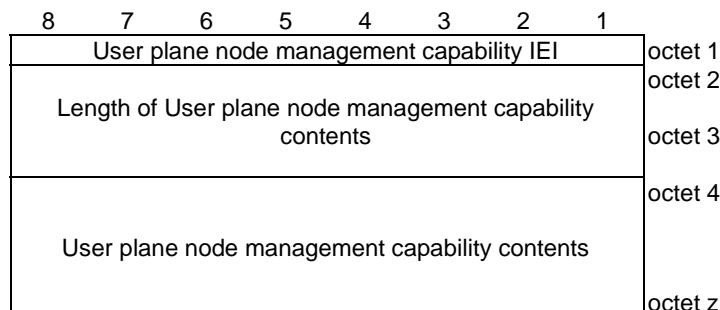 8 7 6 5 4 3 2 1
User plane node management capability IEI octet 1
octet 2
Length of User plane node management capability
contents octet 3
octet 4
User plane node management capability contents
octet z